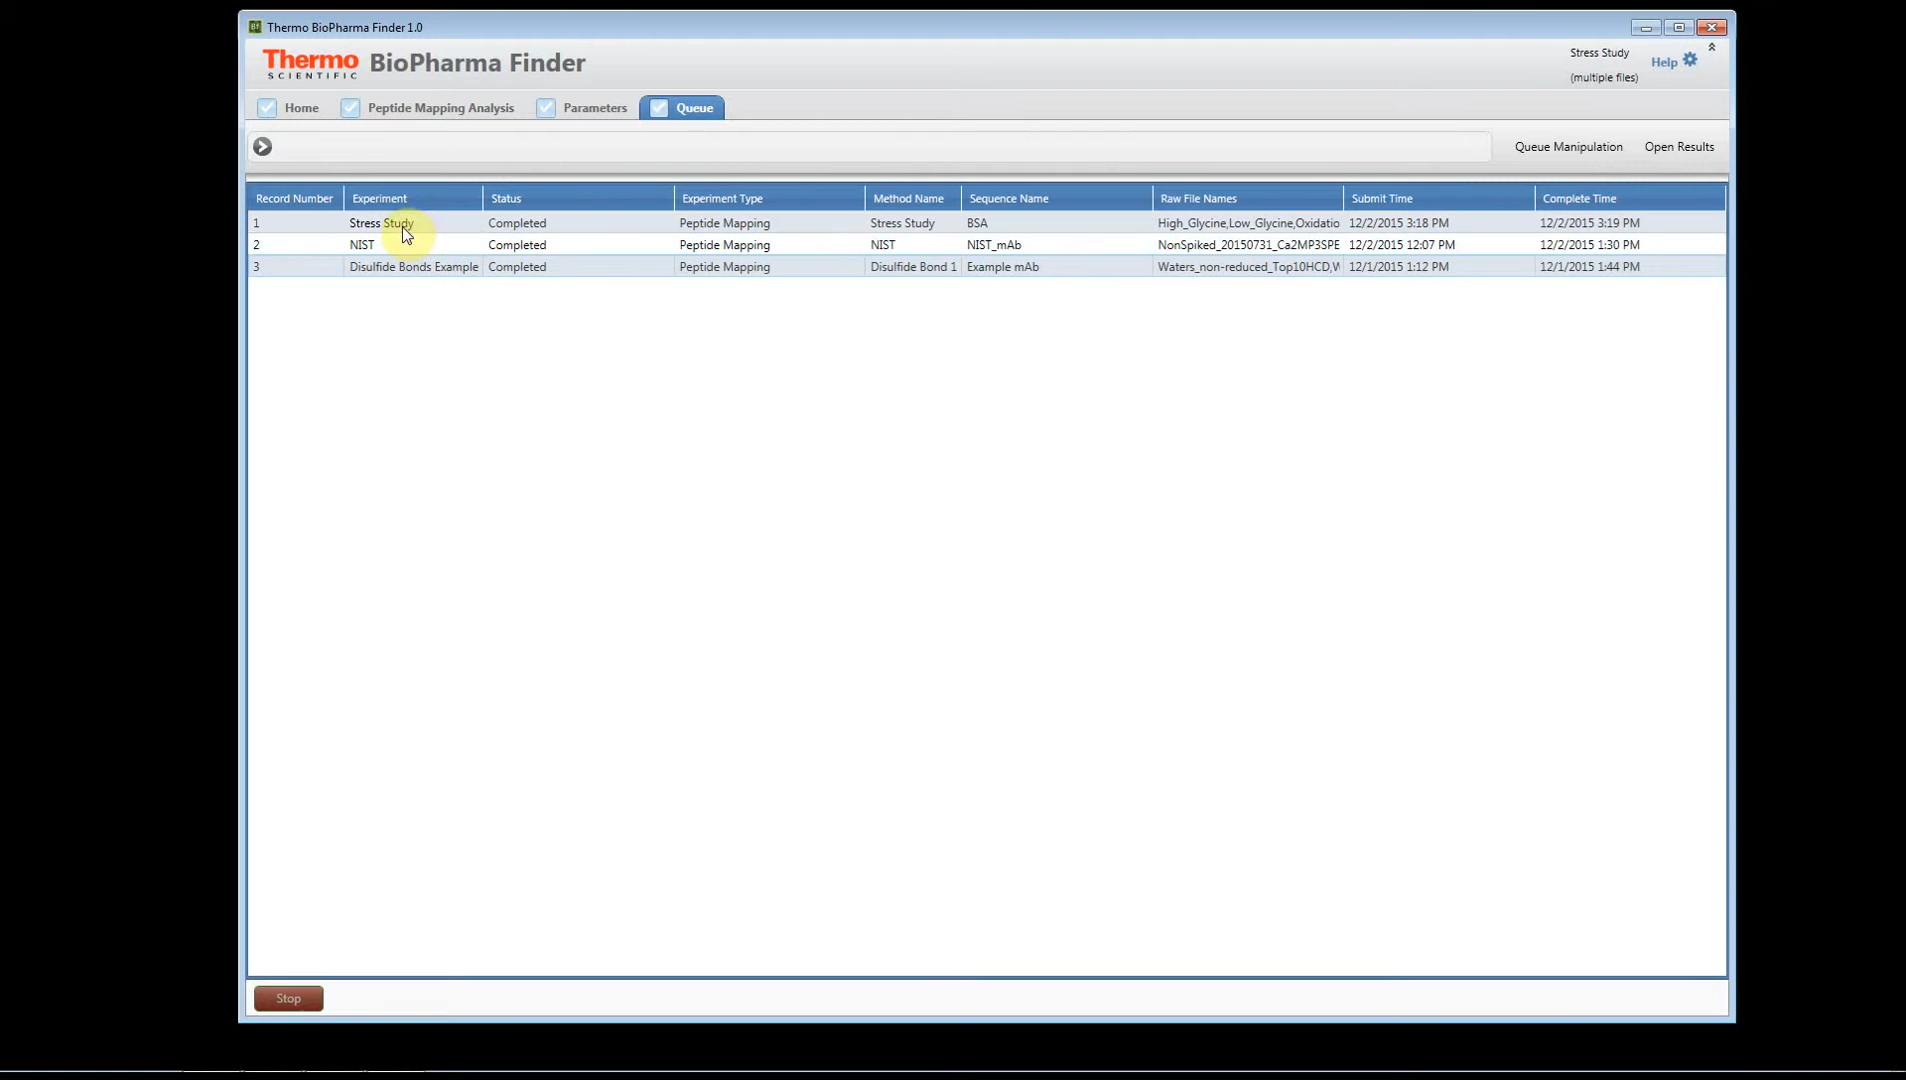 Thermo BioPharma Finder 1.0
Thermo
SCIENTIFIC
BioPharma Finder
Stress Study
(multiple files)
Help
Home Peptide Mapping Analysis Parameters Queue
Queue Manipulation Open Results
Record Number Experiment Status Experiment Type Method Name Sequence Name Raw File Names Submit Time Complete Time
1 Stress Study Completed Peptide Mapping Stress Study BSA High_Glycine,Low_Glycine,Oxidatio 12/2/2015 3:18 PM 12/2/2015 3:19 PM
2 NIST Completed Peptide Mapping NIST NIST_mAb NonSpiked_20150731_Ca2MP3SPE 12/2/2015 12:07 PM 12/2/2015 1:30 PM
3 Disulfide Bonds Example Completed Peptide Mapping Disulfide Bond 1 Example mAb Waters_non-reduced_Top10HCD,W 12/1/2015 1:12 PM 12/1/2015 1:44 PM
Stop